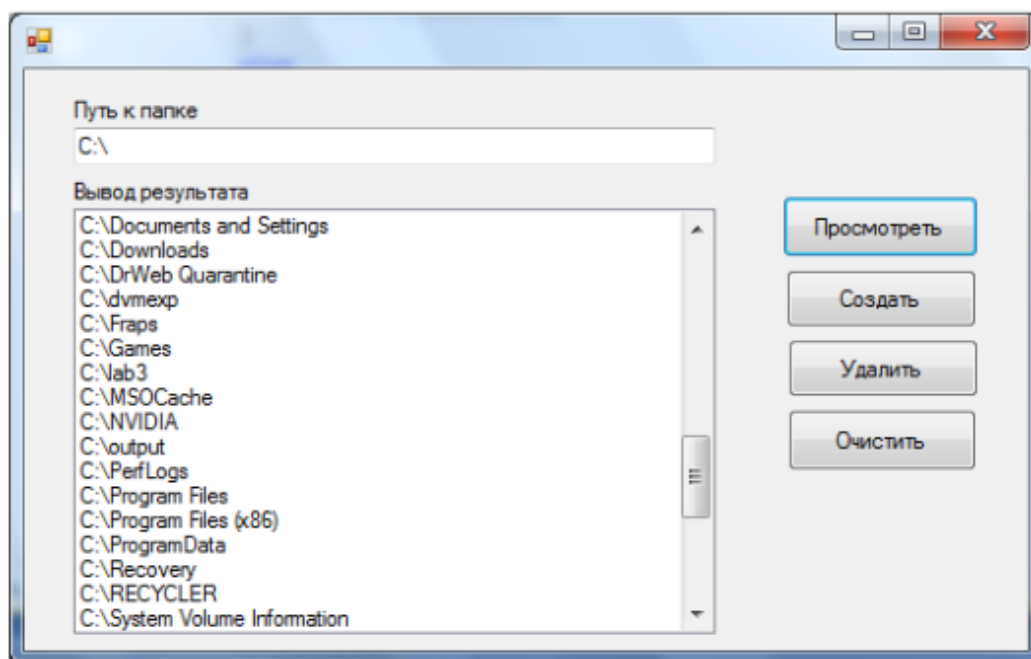 Путь к папке
C:\
Вывод результата
C:\Documents and Settings
C:\Downloads
C:\DrWeb Quarantine
C:\dvmexp
C:\Fraps
C:\Games
C:\lab3
C:\MSOCache
C:\NVIDIA
C:\output
C:\PerfLogs
C:\Program Files
C:\Program Files (x86)
C:\ProgramData
C:\Recovery
C:\RECYCLER
C:\System Volume Information
Просмотреть
Создать
Удалить
Очистить